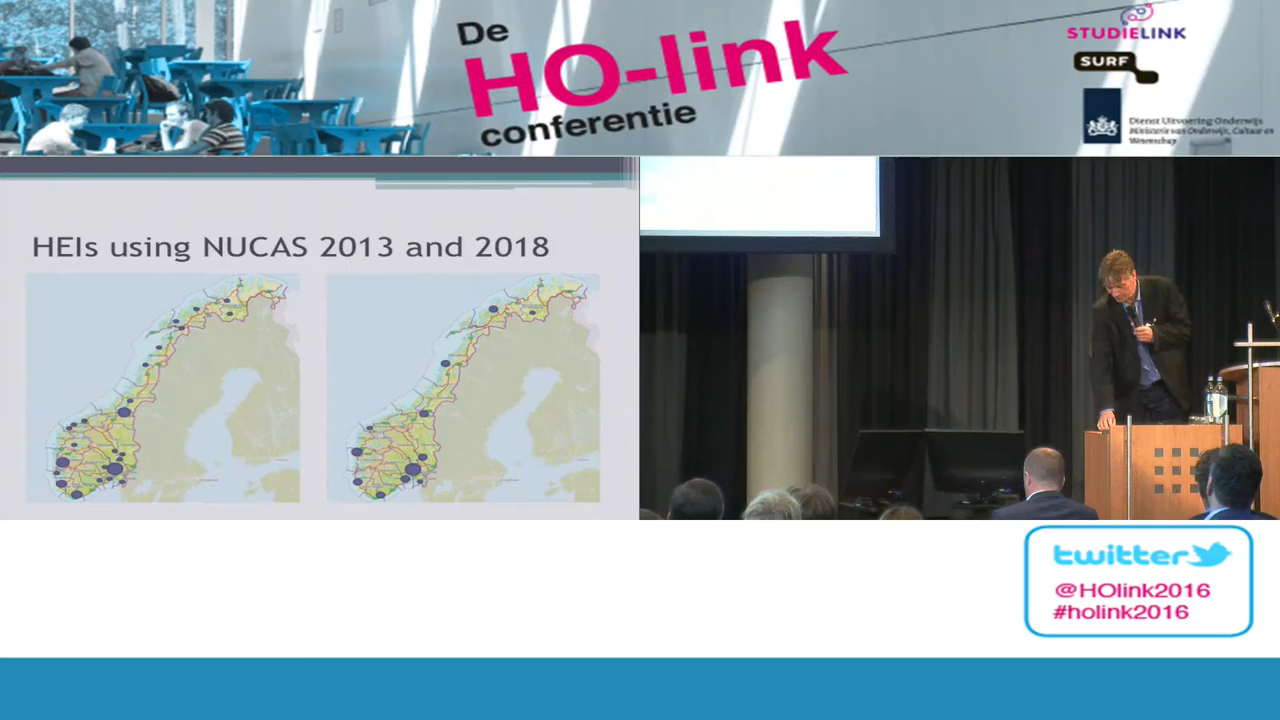 De
HO-link
conferentie
STUDIELINK
SURF
Dienst Uitvoering Onderwijs
Ministerie van Onderwijs, Cultuur en
Wetenschap
HEIs using NUCAS 2013 and 2018
twitter
@HOlink2016
#holink2016